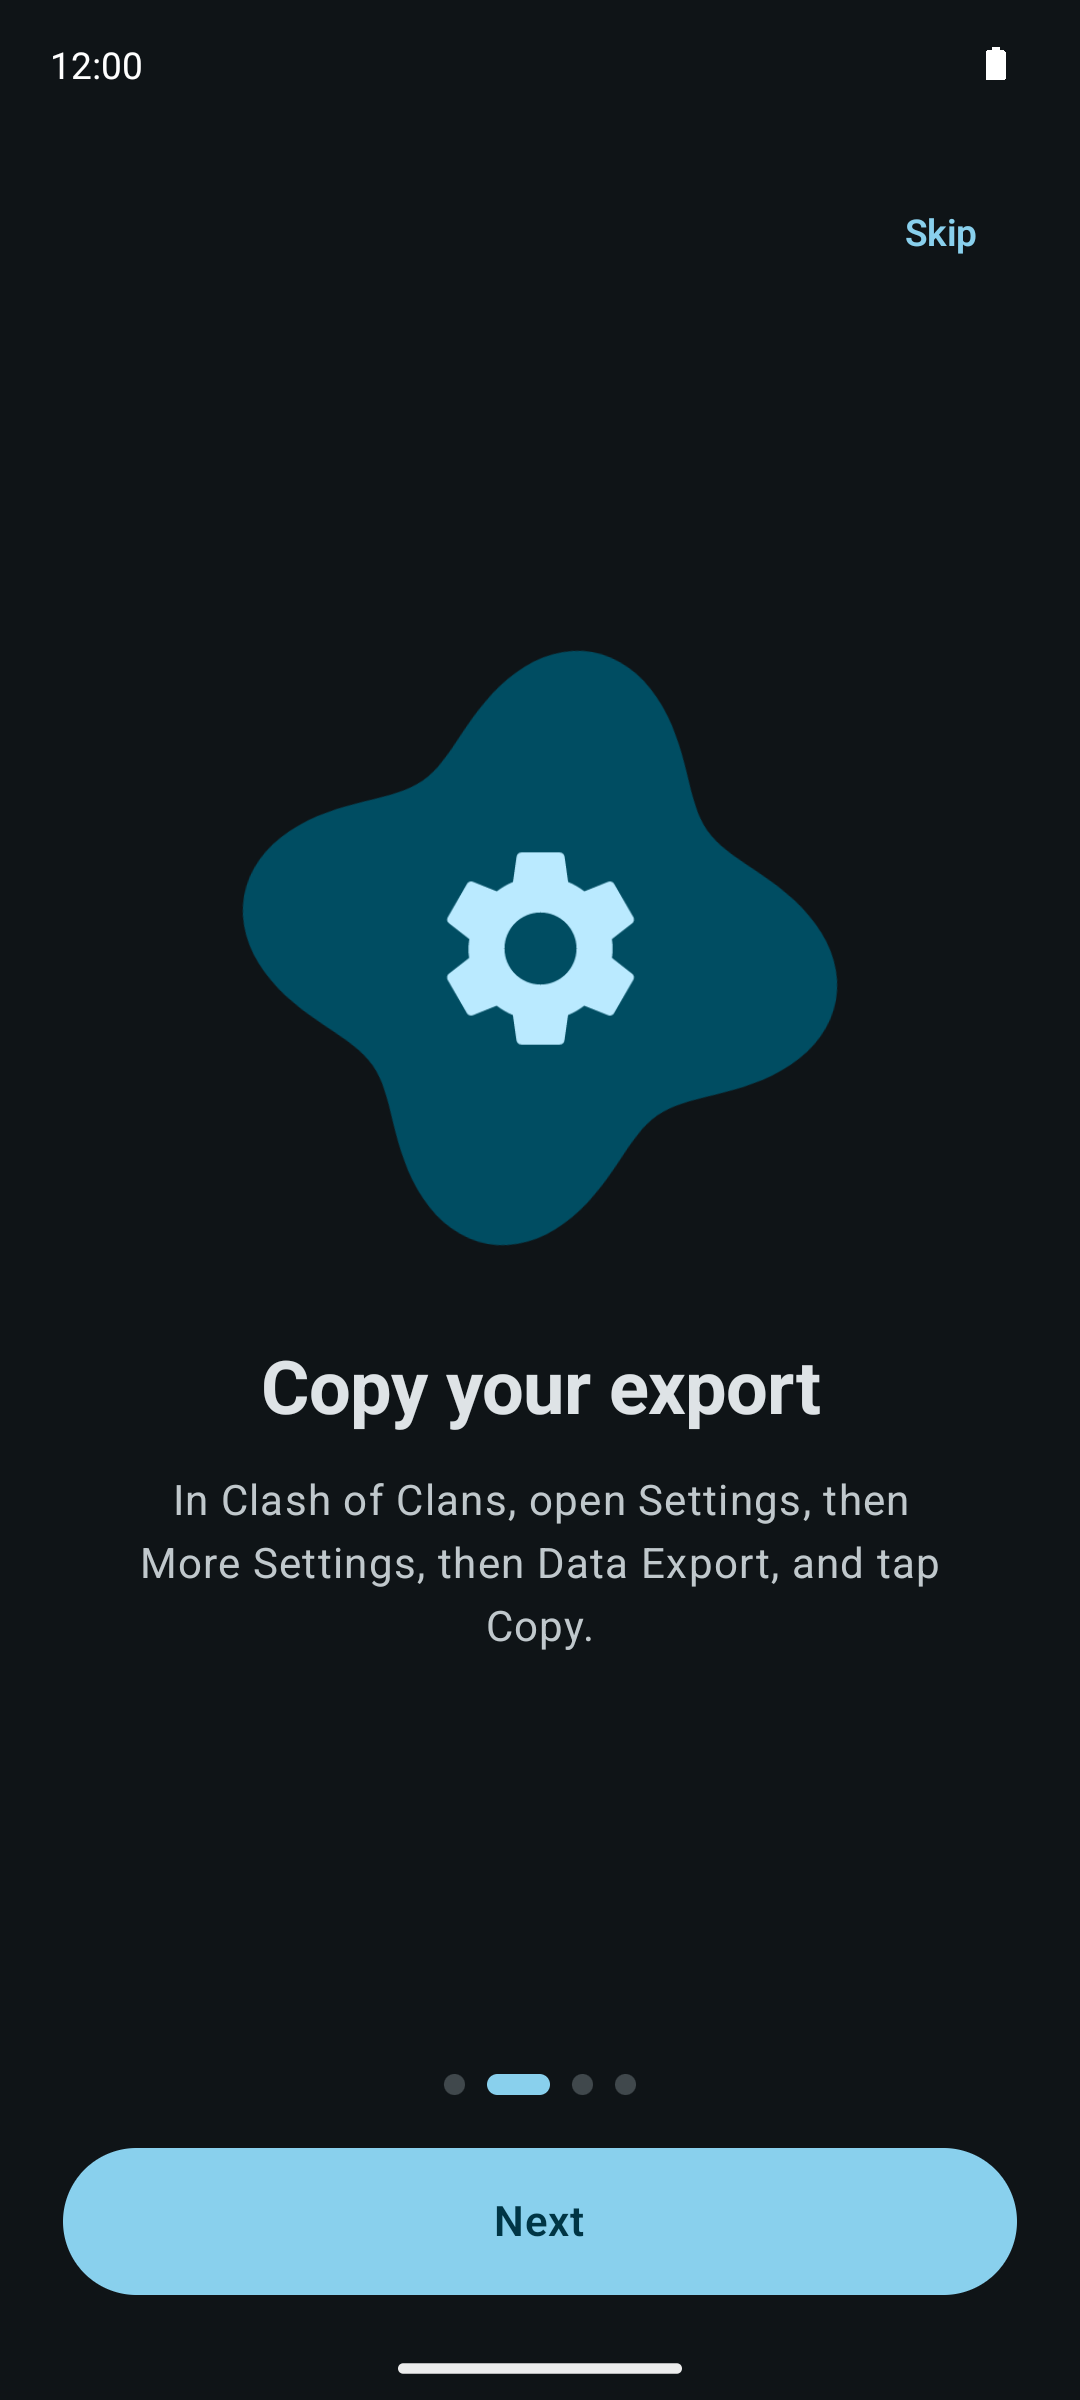 12:00
Skip
Copy your export
In Clash of Clans, open Settings, then
More Settings, then Data Export, and tap
Copy.
Next